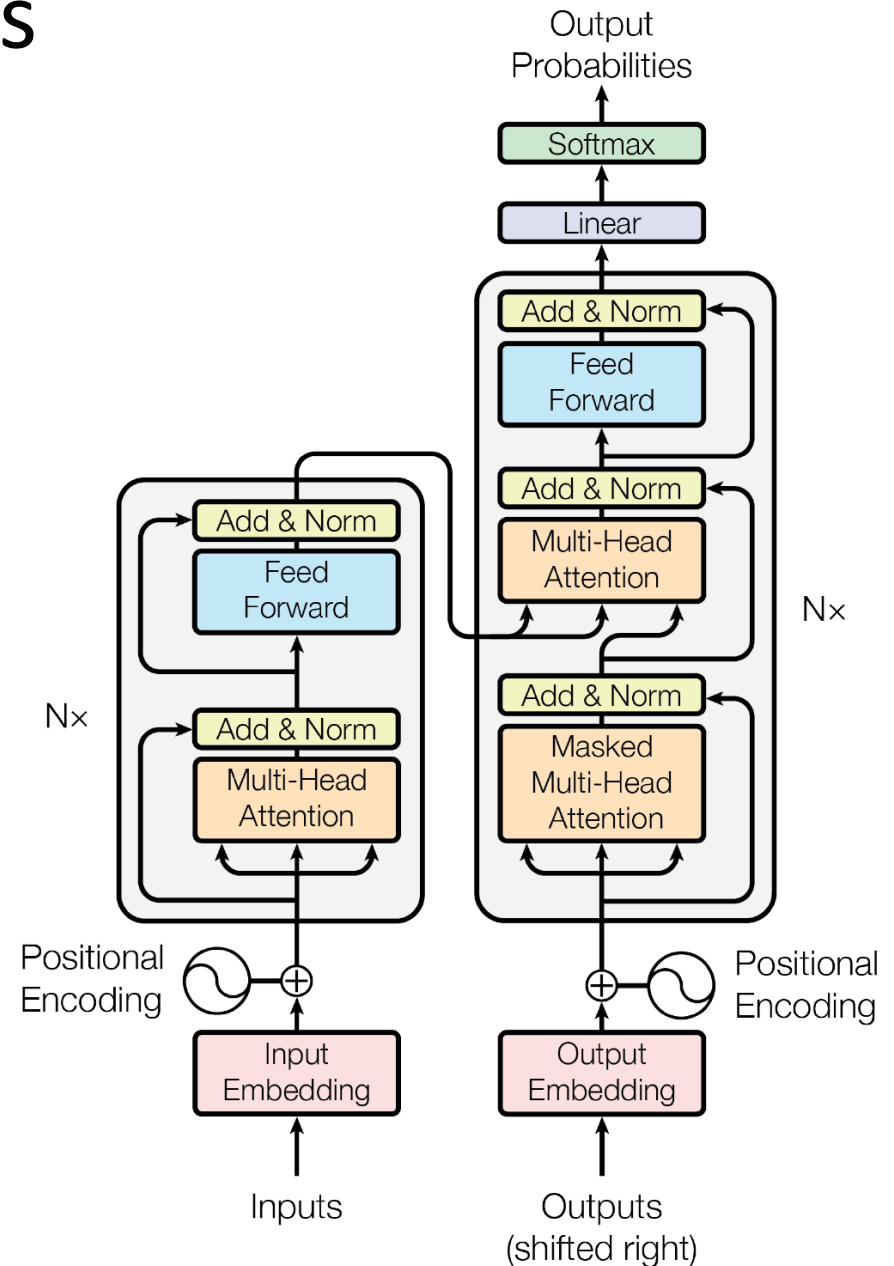 s
Output
Probabilities
Softmax
Linear
Add & Norm
Feed
Forward
Add & Norm
Multi-Head
Attention
Nx
Add & Norm
Masked
Multi-Head
Attention
Add & Norm
Feed
Forward
Nx
Add & Norm
Multi-Head
Attention
Positional
Encoding
Positional
Encoding
Input
Embedding
Output
Embedding
Inputs
Outputs
(shifted right)